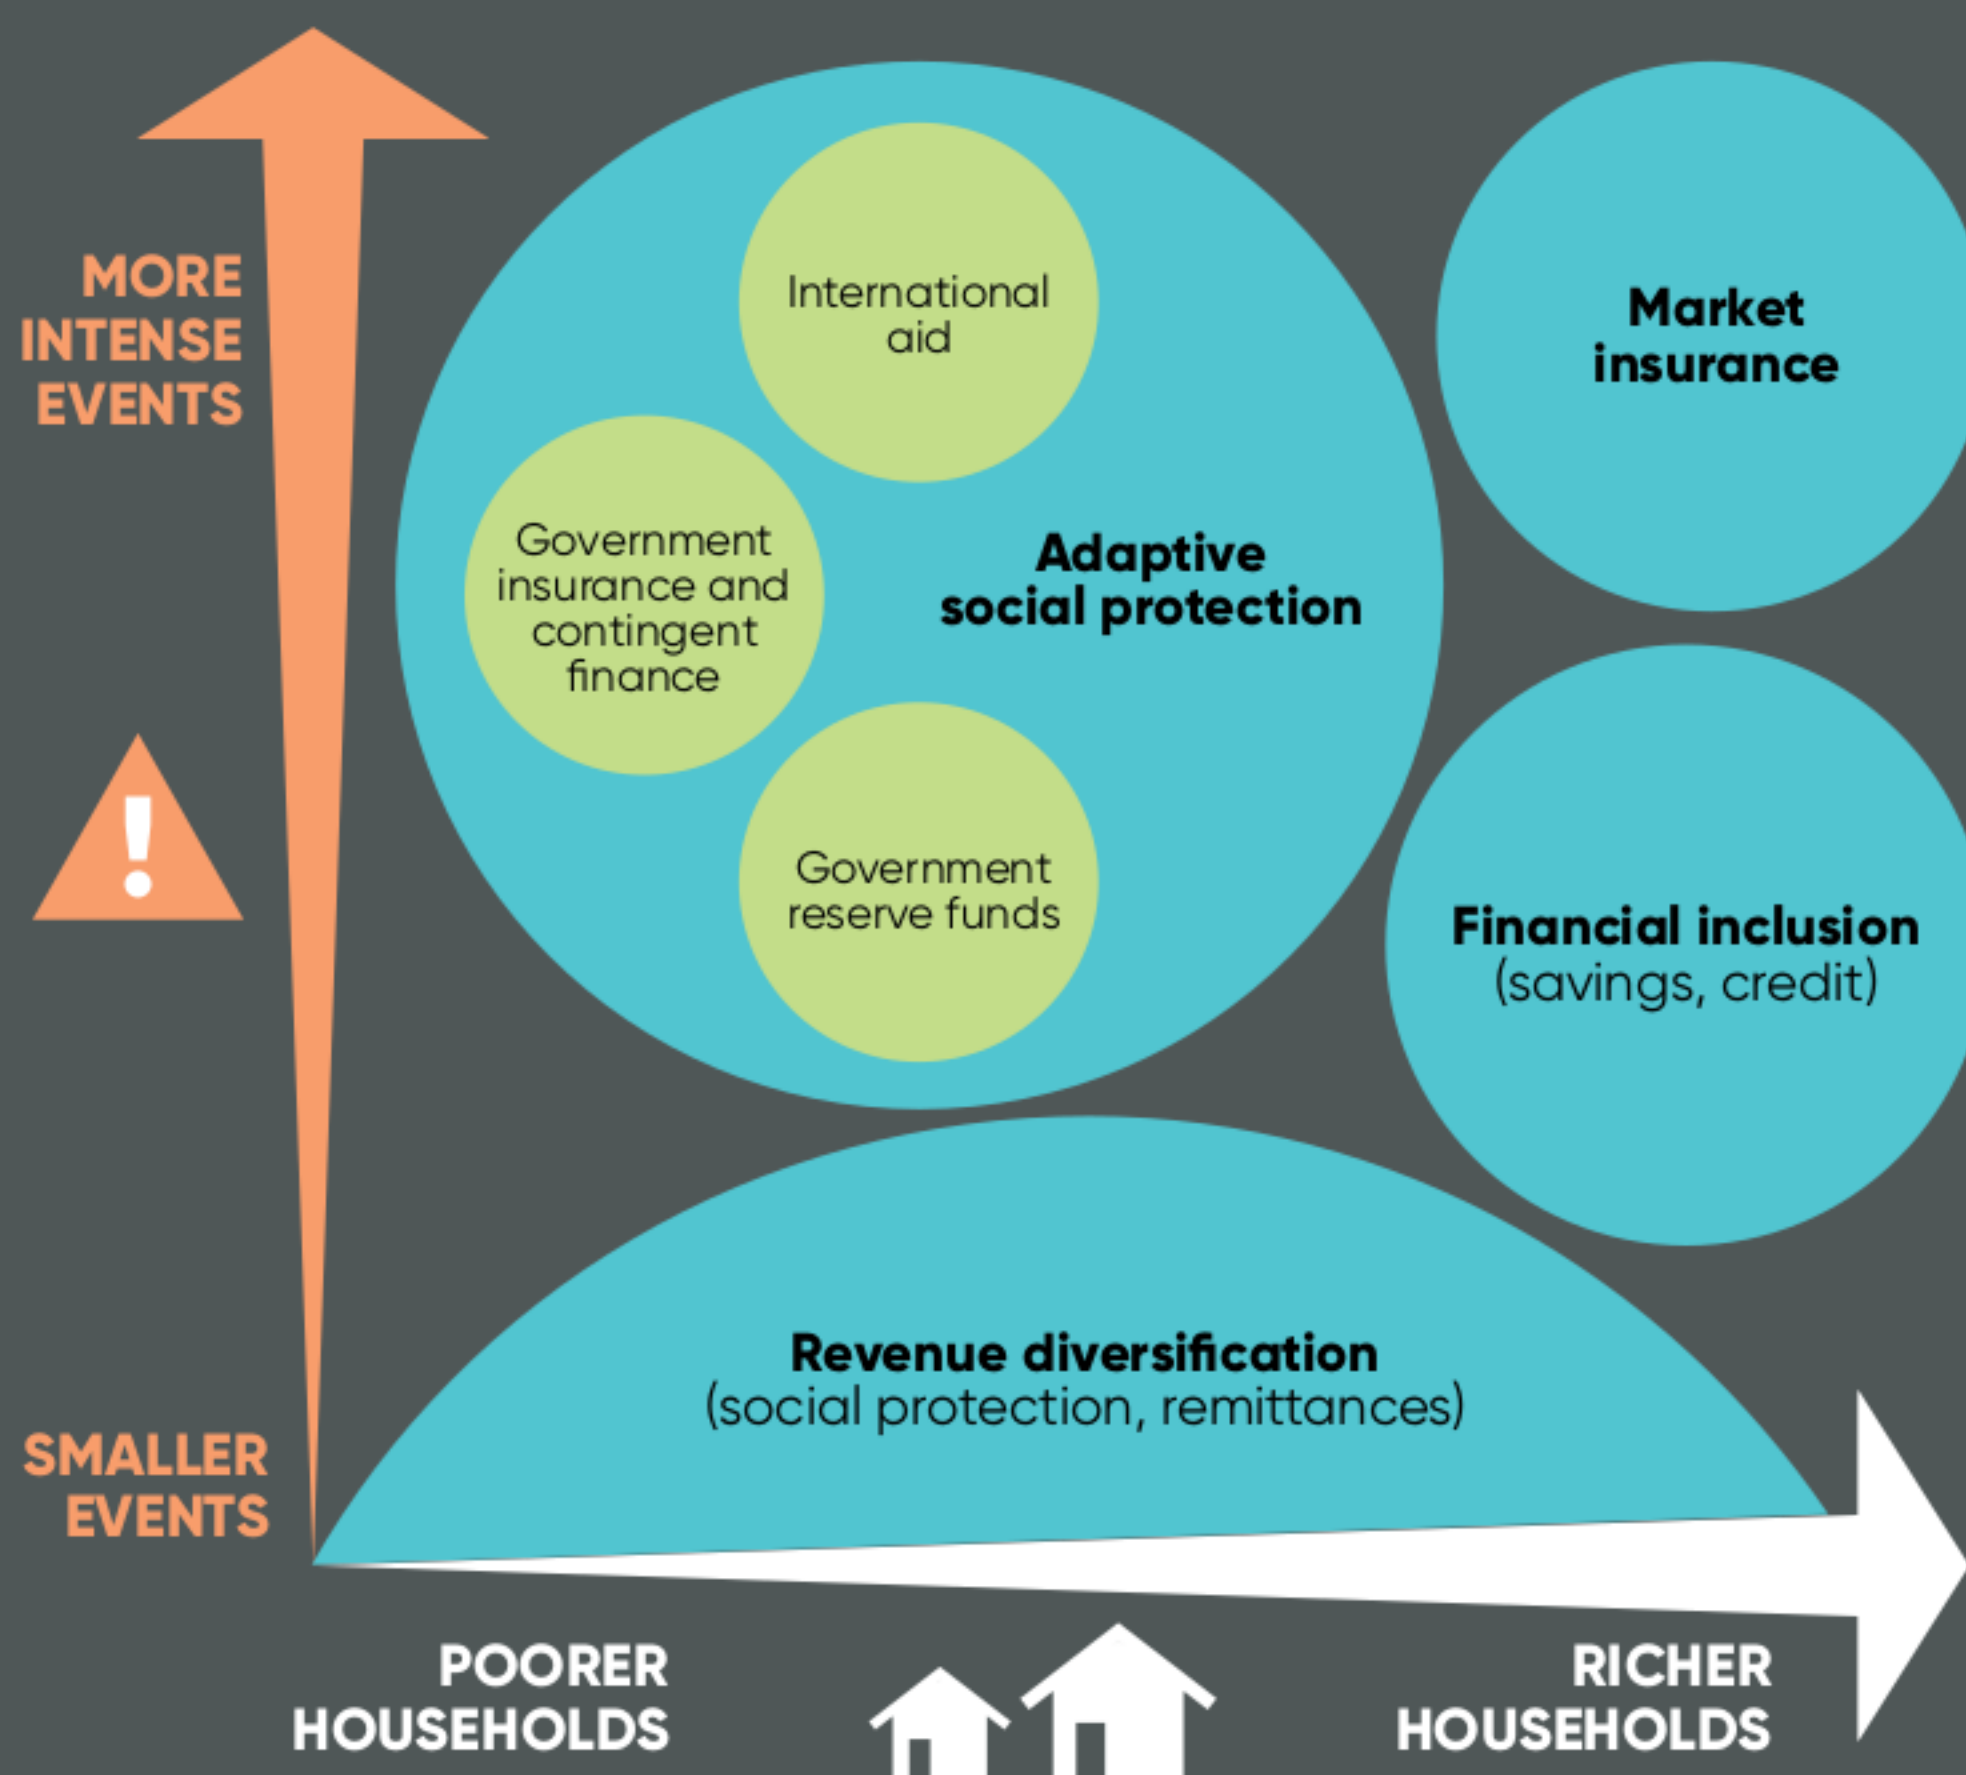 MORE
INTENSE
EVENTS
International
aid
Market
insurance
Government
insurance and
contingent
finance
Adaptive
social protection
!
Government
reserve funds
Financial inclusion
(savings, credit)
Revenue diversification
(social protection, remittances)
SMALLER
EVENTS
POORER
HOUSEHOLDS
RICHER
HOUSEHOLDS